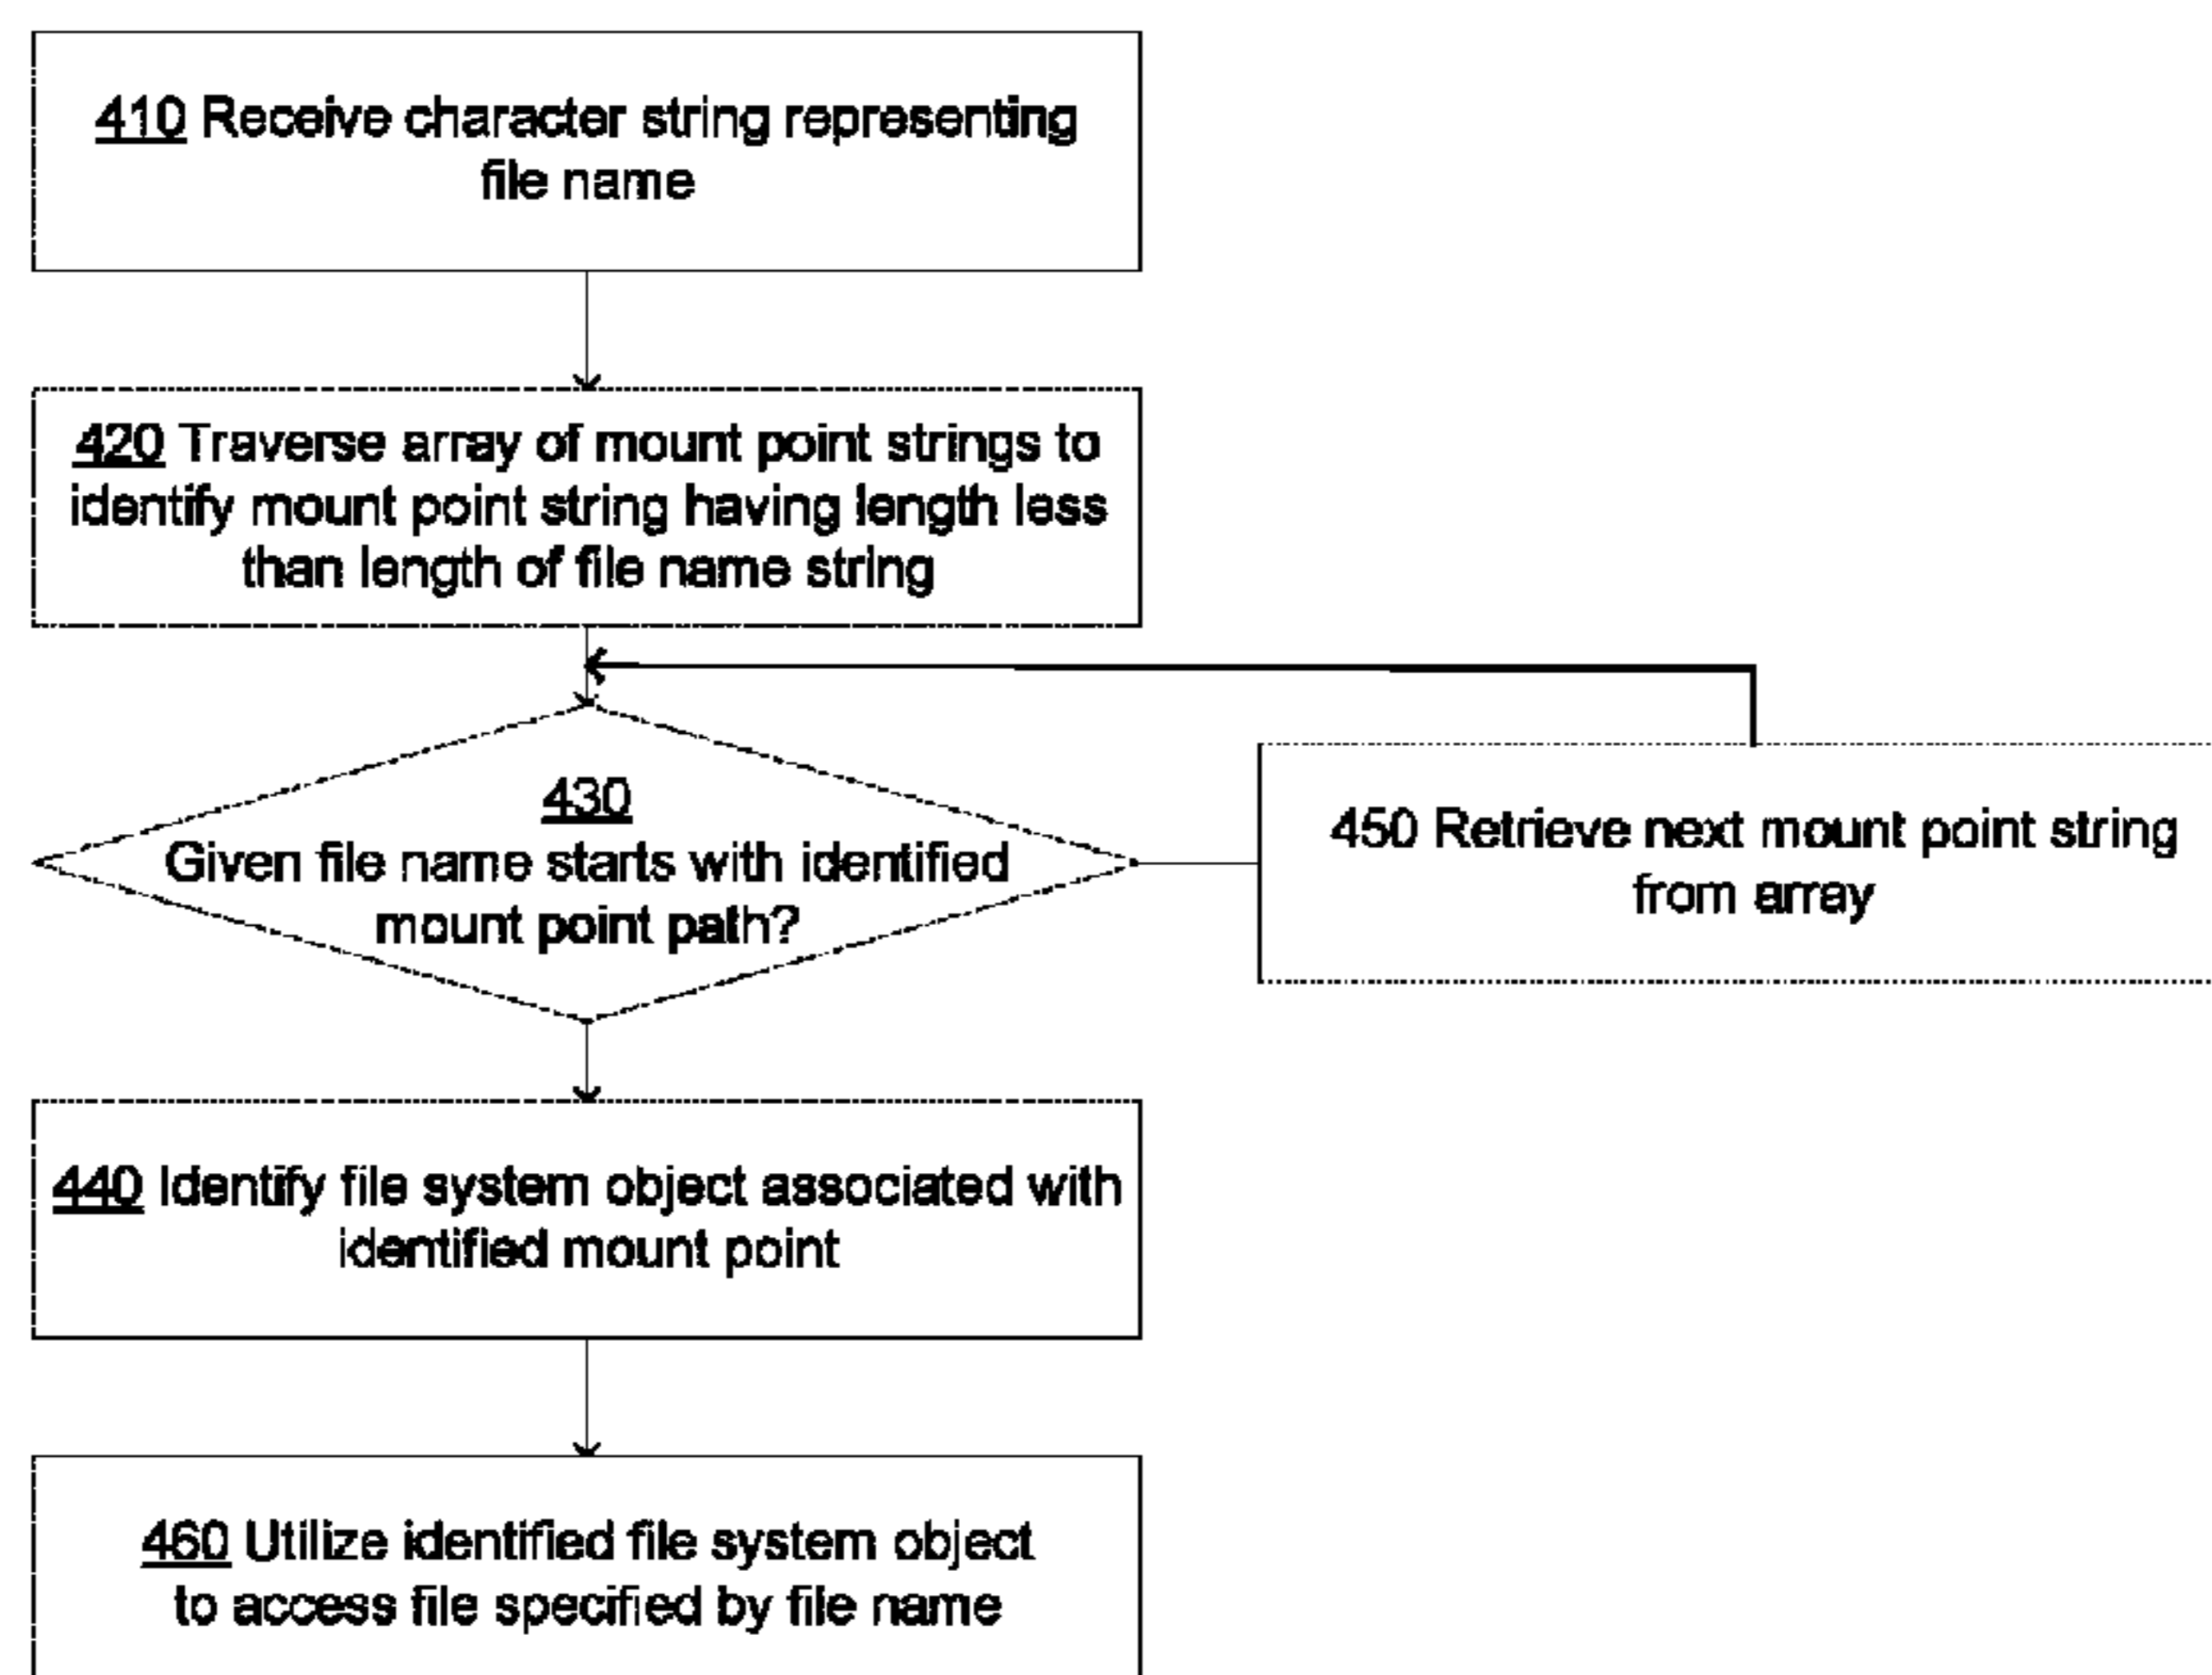 410 Receive character string representing
file name
420 Traverse array of mount point strings to
identify mount point string having length less
than length of file name string
430
Given file name starts with identified
mount point path?
450 Retrieve next mount point string
from array
440 Identify file system object associated with
identified mount point
460 Utilize identified file system object
to access file specified by file name